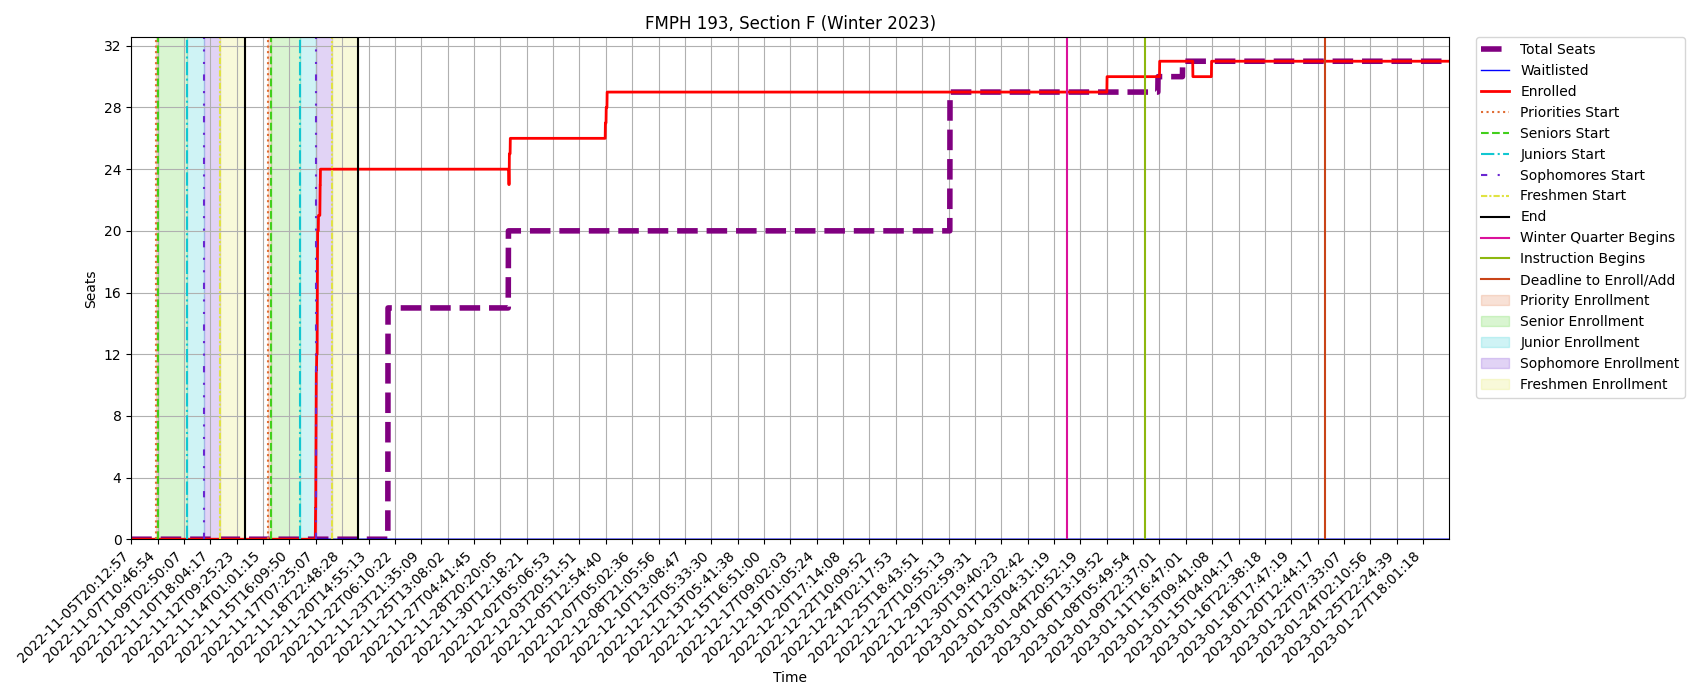 FMPH 193, Section F (Winter 2023)
Seats
32
28
24
20
16
12
8
4
0
2022-11-05T20:12:57
2022-11-07T10:46:54
2022-11-09T02:50:07
2022-11-10T18:04:17
2022-11-12T09:25:23
2022-11-14T01:01:15
2022-11-15T16:09:50
2022-11-17T07:25:07
2022-11-18T22:48:28
2022-11-20T14:55:13
2022-11-22T06:10:22
2022-11-23T21:35:09
2022-11-25T13:08:02
2022-11-27T04:41:45
2022-11-28T20:20:05
2022-11-30T12:18:21
2022-12-02T05:06:53
2022-12-03T20:51:51
2022-12-05T12:54:40
2022-12-07T05:02:36
2022-12-08T21:05:56
2022-12-10T13:08:47
2022-12-12T05:33:30
2022-12-13T05:41:38
2022-12-15T16:51:00
2022-12-17T09:02:03
2022-12-19T01:05:24
2022-12-20T17:14:08
2022-12-22T10:09:52
2022-12-24T02:17:53
2022-12-25T18:43:51
2022-12-27T10:55:13
2022-12-29T02:59:31
2022-12-30T19:40:23
2023-01-01T12:02:42
2023-01-03T04:31:19
2023-01-04T20:52:19
2023-01-06T13:19:52
2023-01-08T05:49:54
2023-01-09T22:37:01
2023-01-11T16:47:01
2023-01-13T09:41:08
2023-01-15T04:04:17
2023-01-16T22:38:18
2023-01-18T17:47:19
2023-01-20T12:44:17
2023-01-22T07:33:07
2023-01-24T02:10:56
2023-01-25T22:24:39
2023-01-27T18:01:18
Time
Total Seats
Waitlisted
Enrolled
Priorities Start
Seniors Start
Juniors Start
Sophomores Start
Freshmen Start
End
Winter Quarter Begins
Instruction Begins
Deadline to Enroll/Add
Priority Enrollment
Senior Enrollment
Junior Enrollment
Sophomore Enrollment
Freshmen Enrollment